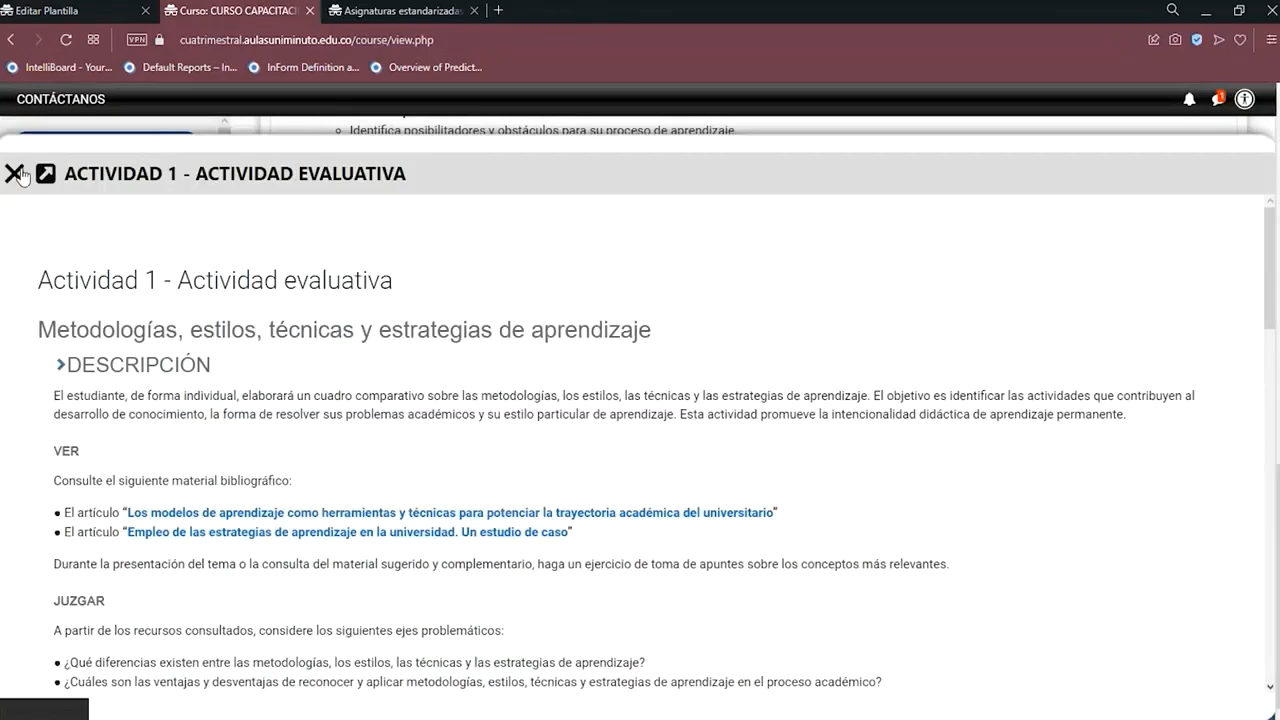 Editar Plantilla
Curso: CURSO CAPACITACI
Asignaturas estandarizadas
VPN
cuatrimestral.aulasuniminuto.edu.co/course/view.php
IntelliBoard - Your...
Default Reports – In...
InForm Definition a...
Overview of Predict...
CONTÁCTANOS
1
Identifica posibilitadores y obstáculos para su proceso de aprendizaje.
ACTIVIDAD 1 - ACTIVIDAD EVALUATIVA
Actividad 1 - Actividad evaluativa
Metodologías, estilos, técnicas y estrategias de aprendizaje
DESCRIPCIÓN
El estudiante, de forma individual, elaborará un cuadro comparativo sobre las metodologías, los estilos, las técnicas y las estrategias de aprendizaje. El objetivo es identificar las actividades que contribuyen al
desarrollo de conocimiento, la forma de resolver sus problemas académicos y su estilo particular de aprendizaje. Esta actividad promueve la intencionalidad didáctica de aprendizaje permanente.
VER
Consulte el siguiente material bibliográfico:
● El artículo “Los modelos de aprendizaje como herramientas y técnicas para potenciar la trayectoria académica del universitario”
● El artículo “Empleo de las estrategias de aprendizaje en la universidad. Un estudio de caso”
Durante la presentación del tema o la consulta del material sugerido y complementario, haga un ejercicio de toma de apuntes sobre los conceptos más relevantes.
JUZGAR
A partir de los recursos consultados, considere los siguientes ejes problemáticos:
● ¿Qué diferencias existen entre las metodologías, los estilos, las técnicas y las estrategias de aprendizaje?
● ¿Cuáles son las ventajas y desventajas de reconocer y aplicar metodologías, estilos, técnicas y estrategias de aprendizaje en el proceso académico?